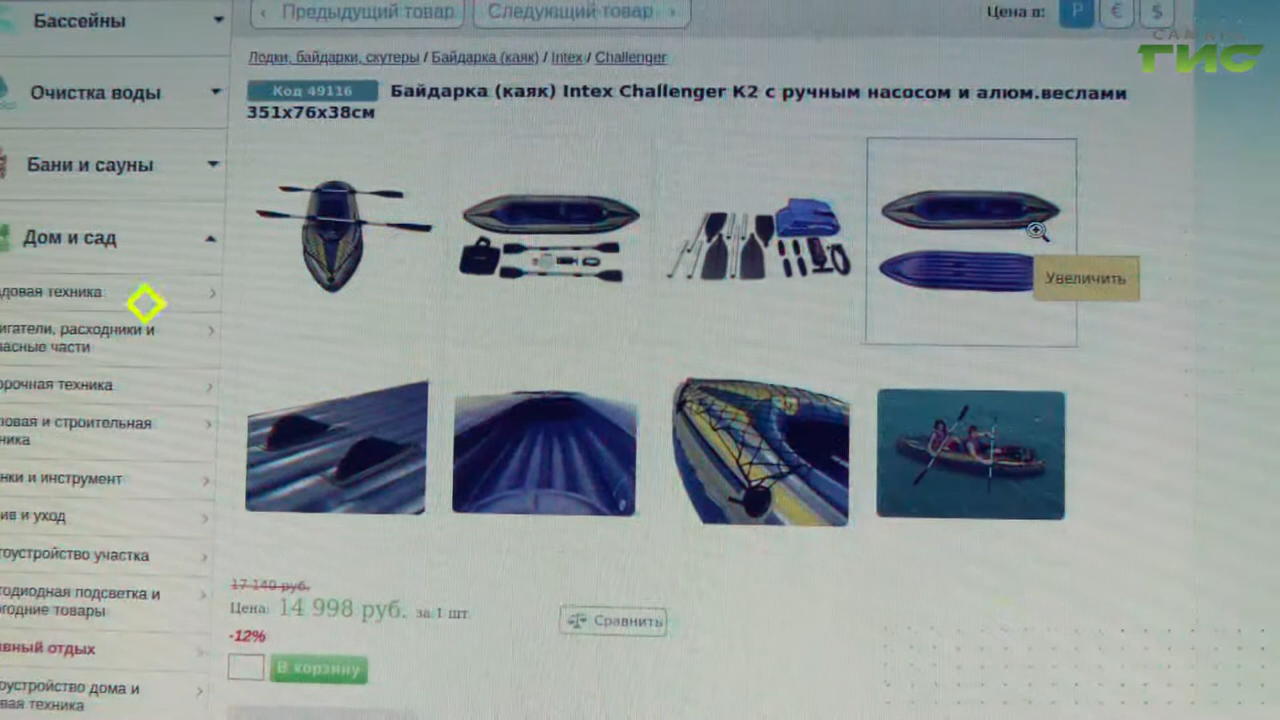 Бассейны
Очистка воды
Бани и сауны
Дом и сад
довая техника
игатели, расходники и
асные части
орочная техника
овая и строительная
ника
нки и инструмент
ив и уход
оустройство участка
одиодная подсветка и
огодние товары
вный отдых
оустройство дома и
вая техника
‹ Предыдущий товар
Следующий товар ›
Цена в: Р € $
САМАРА
ГИС
Лодки, байдарки, скутеры / Байдарка (каяк) / Intex / Challenger
Код 49116 Байдарка (каяк) Intex Challenger K2 с ручным насосом и алюм.веслами
351x76x38см
Увеличить
17 140 руб.
Цена: 14 998 руб. за 1 шт.
Сравнить
-12%
В корзину